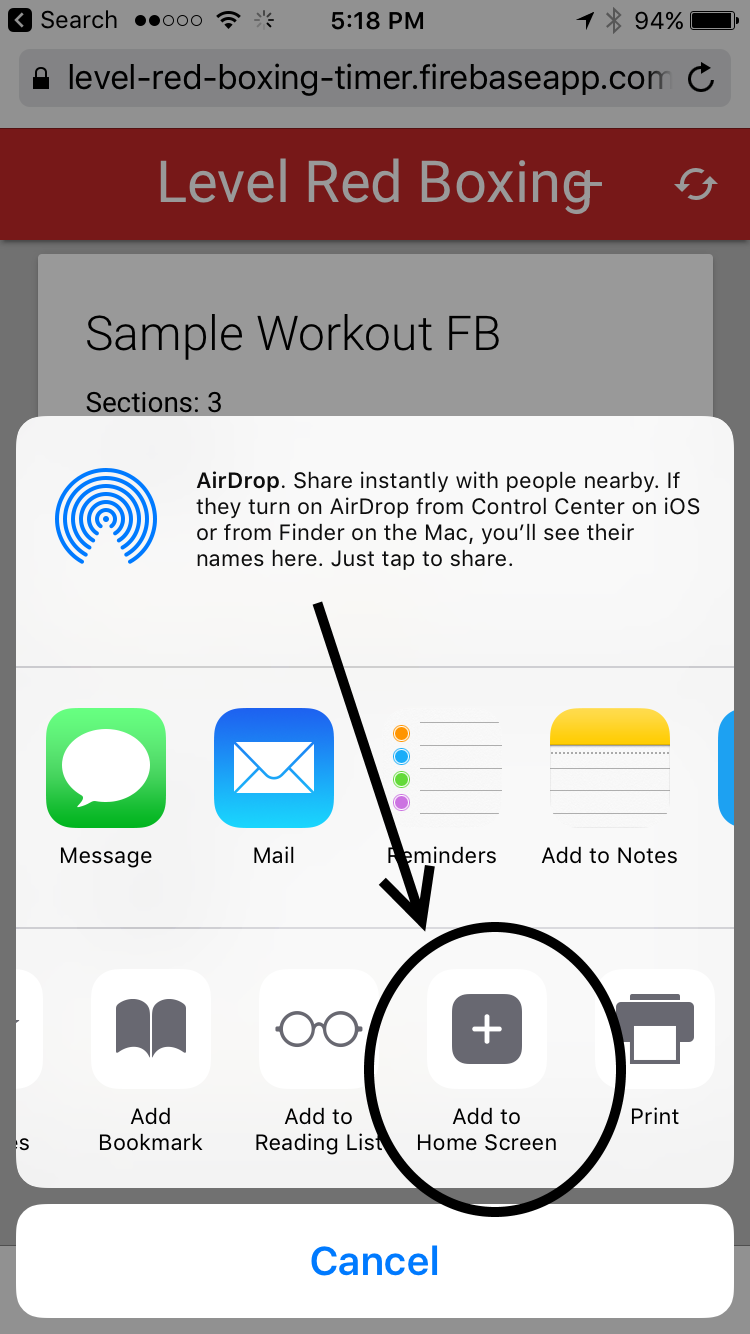 Search 5:18 PM 94%
level-red-boxing-timer.firebaseapp.com
Level Red Boxing
Sample Workout FB
Sections: 3
AirDrop. Share instantly with people nearby. If
they turn on AirDrop from Control Center on iOS
or from Finder on the Mac, you’ll see their
names here. Just tap to share.
Message Mail Reminders Add to Notes
Add Add to Add to Print
es Bookmark Reading List Home Screen
Cancel